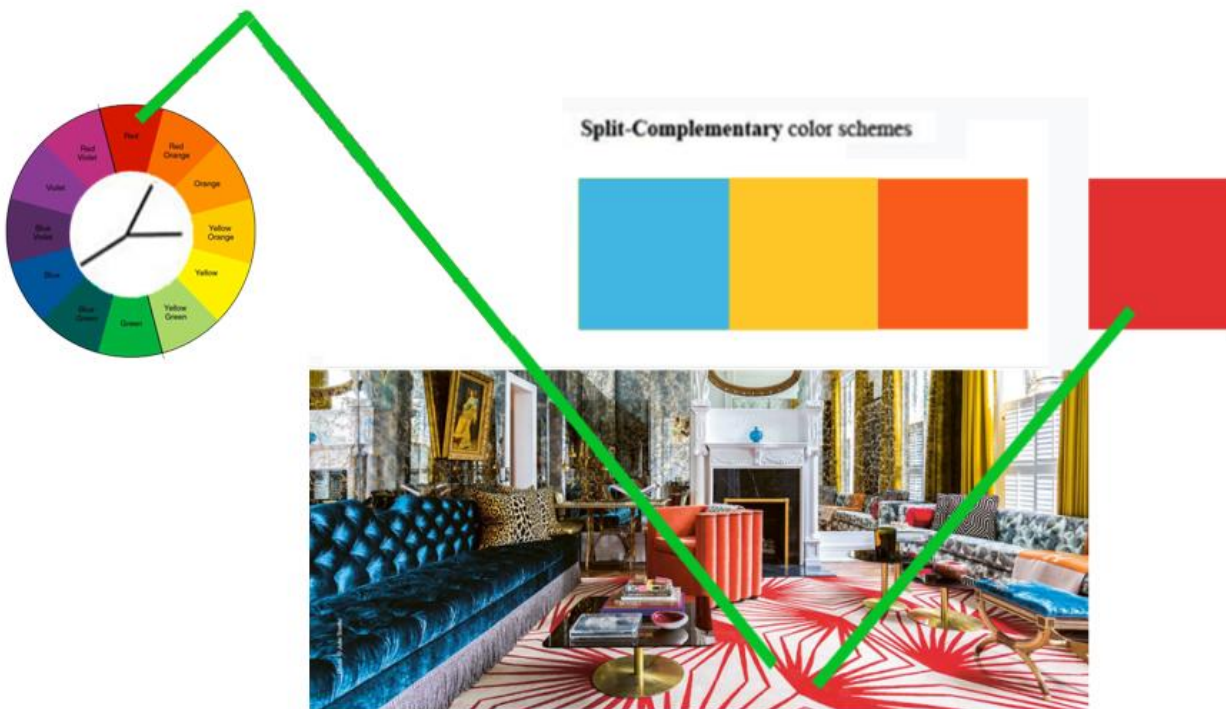 Split-Complementary color schemes
Red
Red
Orange
Orange
Yellow
Orange
Yellow
Yellow
Green
Green
Blue
Green
Blue
Blue
Violet
Violet
Red
Violet